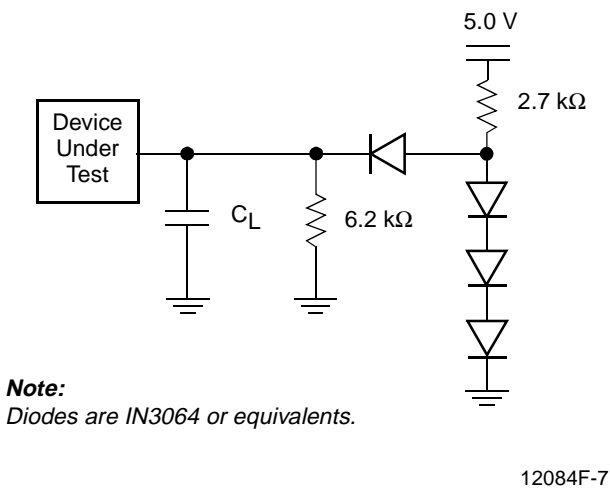 5.0 V
2.7 kΩ
Device
Under
Test
CL
6.2 kΩ
Note:
Diodes are IN3064 or equivalents.
12084F-7